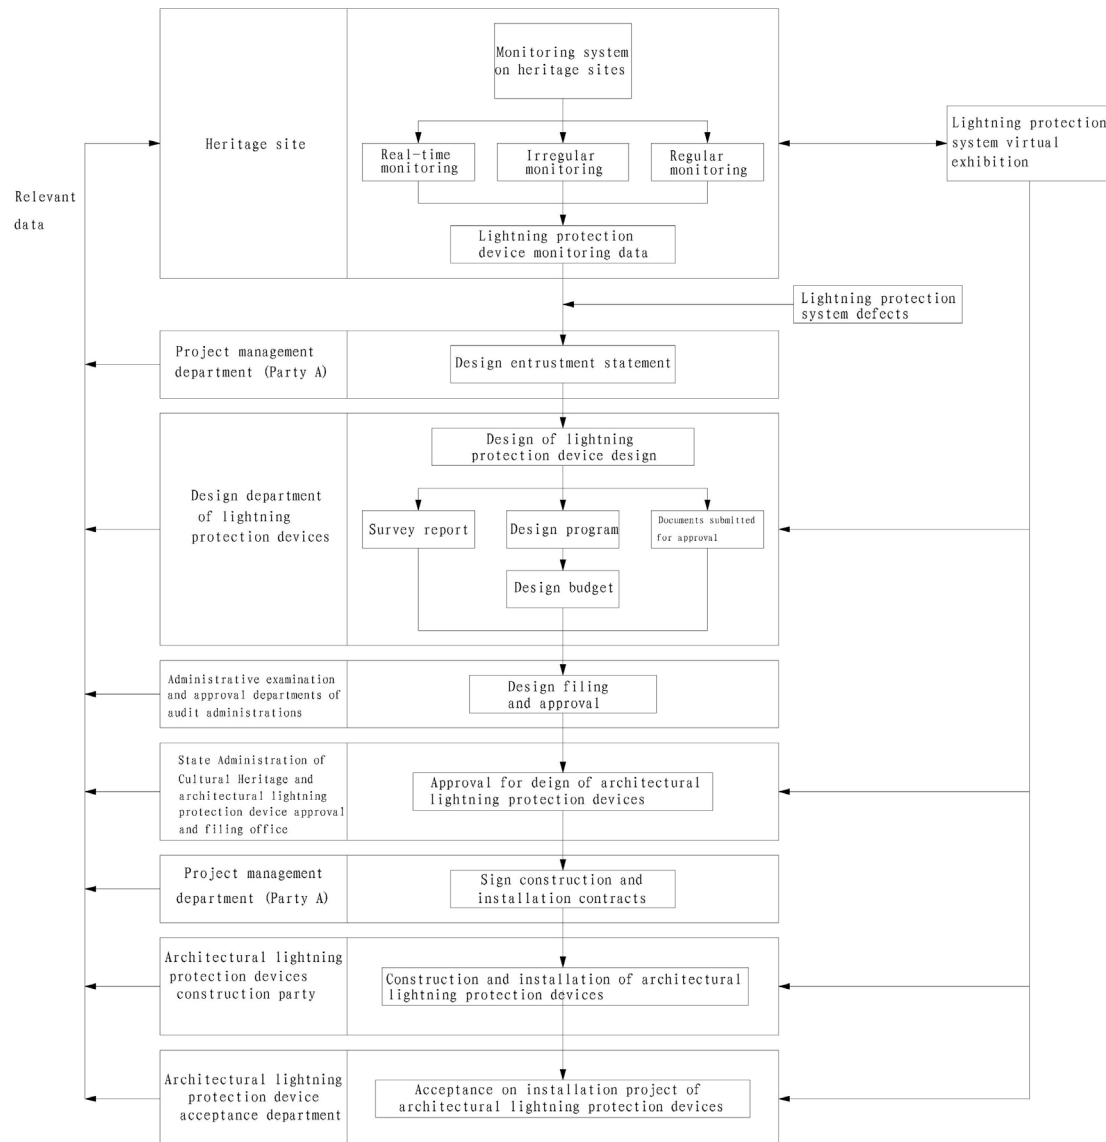 Monitoring system
on heritage sites
Heritage site
Lightning protection
system virtual
exhibition
Real-time
monitoring
Irregular
monitoring
Regular
monitoring
Relevant
data
Lightning protection
device monitoring data
Lightning protection
system defects
Project management
department (Party A)
Design entrustment statement
Design of lightning
protection device design
Design department
of lightning
protection devices
Survey report
Design program
Documents submitted
for approval
Design budget
Administrative examination
and approval departments of
audit administrations
Design filing
and approval
State Administration of
Cultural Heritage and
architectural lightning
protection device approval
and filing office
Approval for deign of architectural
lightning protection devices
Project management
department (Party A)
Sign construction and
installation contracts
Architectural lightning
protection devices
construction party
Construction and installation of architectural
lightning protection devices
Architectural lightning
protection device
acceptance department
Acceptance on installation project of
architectural lightning protection devices